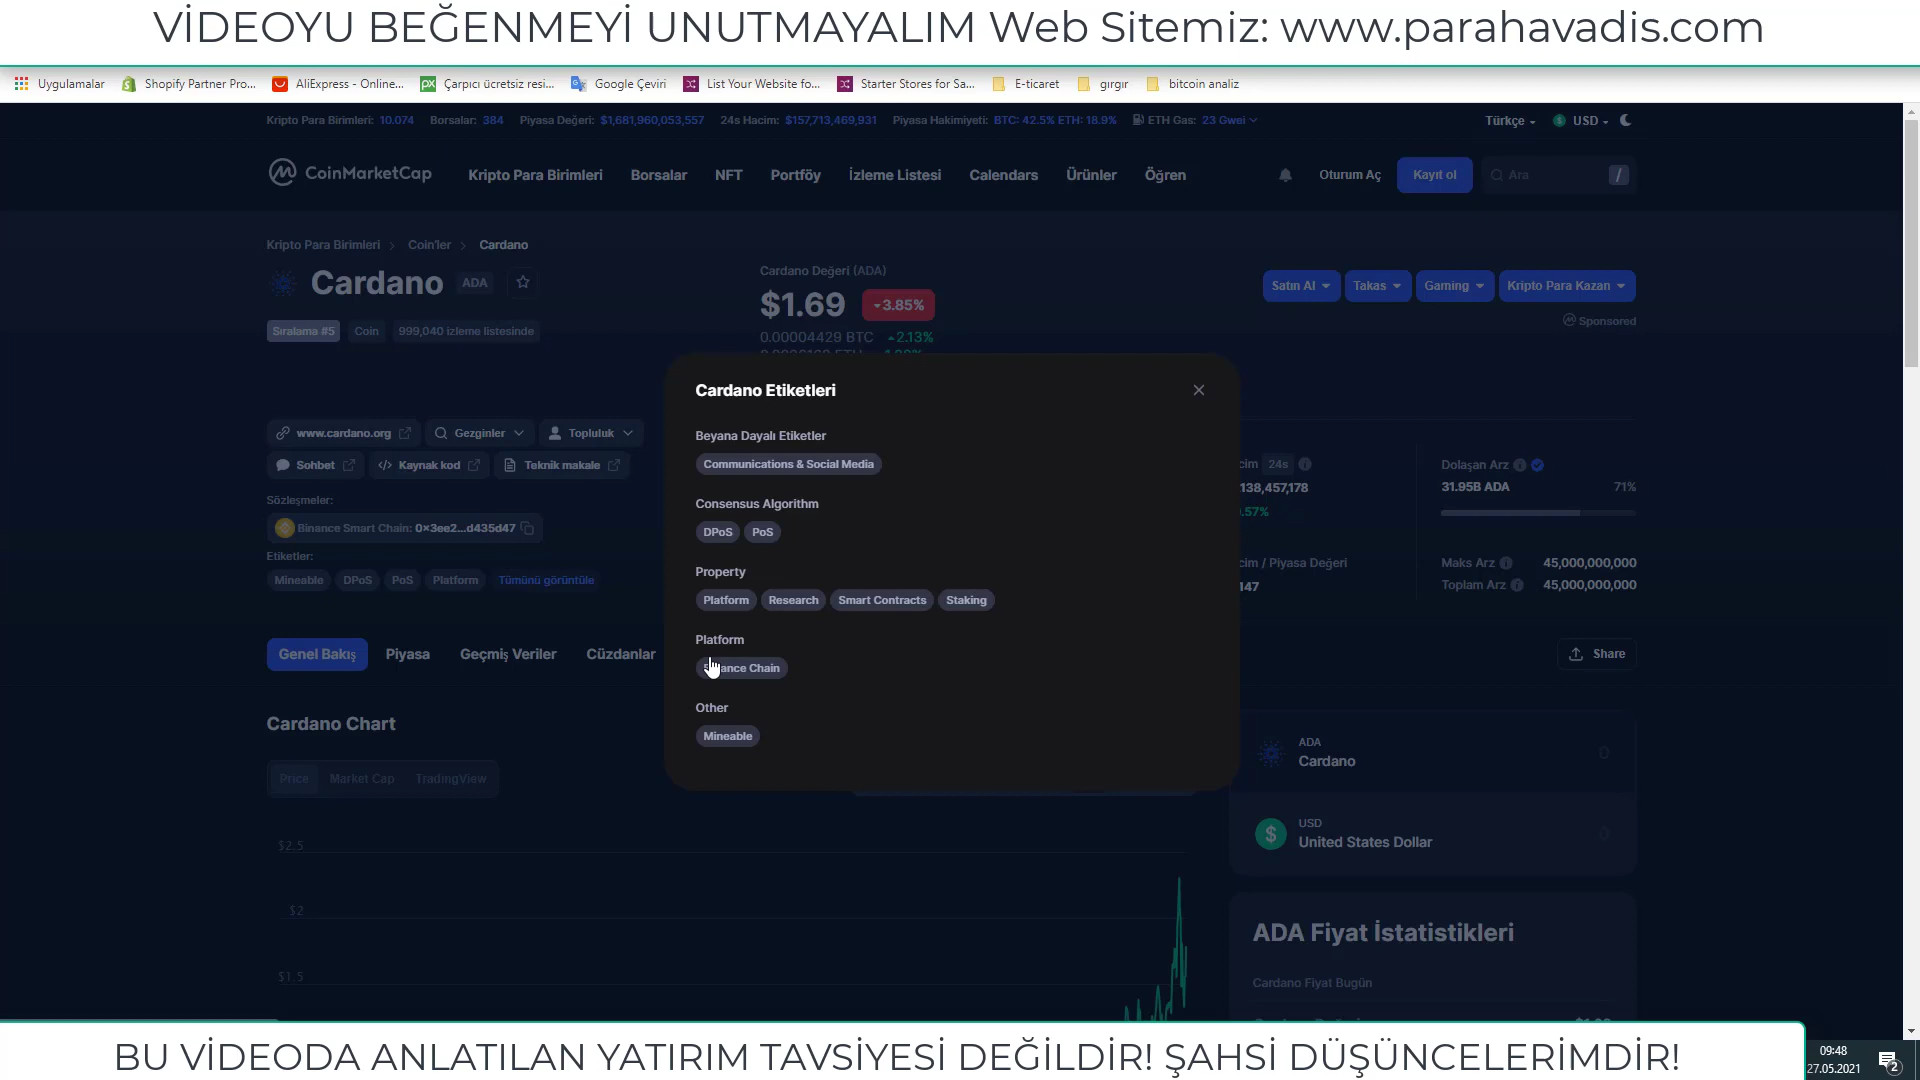 VİDEOYU BEĞENMEYİ UNUTMAYALIM Web Sitemiz: www.parahavadis.com
Uygulamalar Shopify Partner Pro... AliExpress - Online... Çarpıcı ücretsiz resi... Google Çeviri List Your Website fo... Starter Stores for Sa... E-ticaret gırgır bitcoin analiz
Kripto Para Birimleri: 10.074 Borsalar: 384 Piyasa Değeri: $1,681,960,053,557 24s Hacim: $157,713,469,931 Piyasa Hakimiyeti: BTC: 42.5% ETH: 18.9% ETH Gas: 23 Gwei Türkçe USD
CoinMarketCap Kripto Para Birimleri Borsalar NFT Portföy İzleme Listesi Calendars Ürünler Öğren Oturum Aç Kayıt ol Ara /
Kripto Para Birimleri > Coin'ler > Cardano
Cardano ADA
Sıralama #5 Coin 999,040 izleme listesinde
Cardano Değeri (ADA)
$1.69 3.85%
0.00004429 BTC 2.13%
Satın Al Takas Gaming Kripto Para Kazan
Sponsored
www.cardano.org Gezginler Topluluk
Sohbet Kaynak kod Teknik makale
Sözleşmeler:
Binance Smart Chain: 0x3ee2...d435d47
Etiketler:
Mineable DPoS PoS Platform Tümünü görüntüle
Cardano Etiketleri
Beyana Dayalı Etiketler
Communications & Social Media
Consensus Algorithm
DPoS PoS
Property
Platform Research Smart Contracts Staking
Platform
ance Chain
Other
Mineable
cim 24s
138,457,178
.57%
cim / Piyasa Değeri
147
Dolaşan Arz
31.95B ADA 71%
Maks Arz 45,000,000,000
Toplam Arz 45,000,000,000
Genel Bakış Piyasa Geçmiş Veriler Cüzdanlar Share
Cardano Chart
Price Market Cap TradingView
$2.5
$2
$1.5
ADA
Cardano
0
USD
United States Dollar
ADA Fiyat İstatistikleri
Cardano Fiyat Bugün
BU VİDEODA ANLATILAN YATIRIM TAVSİYESİ DEĞİLDİR! ŞAHSİ DÜŞÜNCELERİMDİR!
09:48
27.05.2021
2